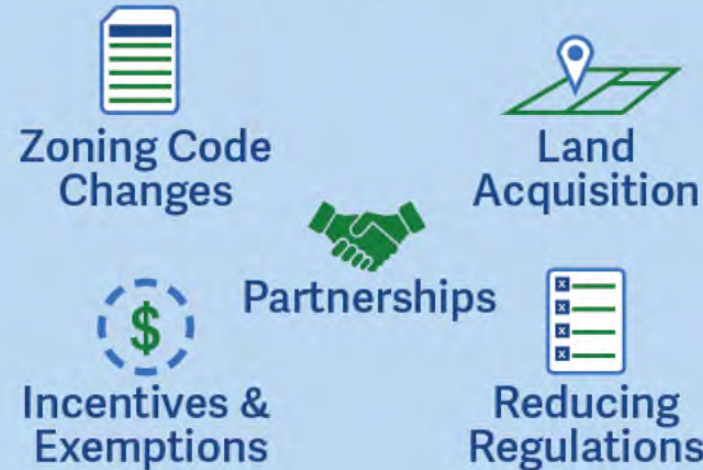 Zoning Code
Changes
Land
Acquisition
Partnerships
$
Incentives &
Exemptions
x
x
x
x
Reducing
Regulations